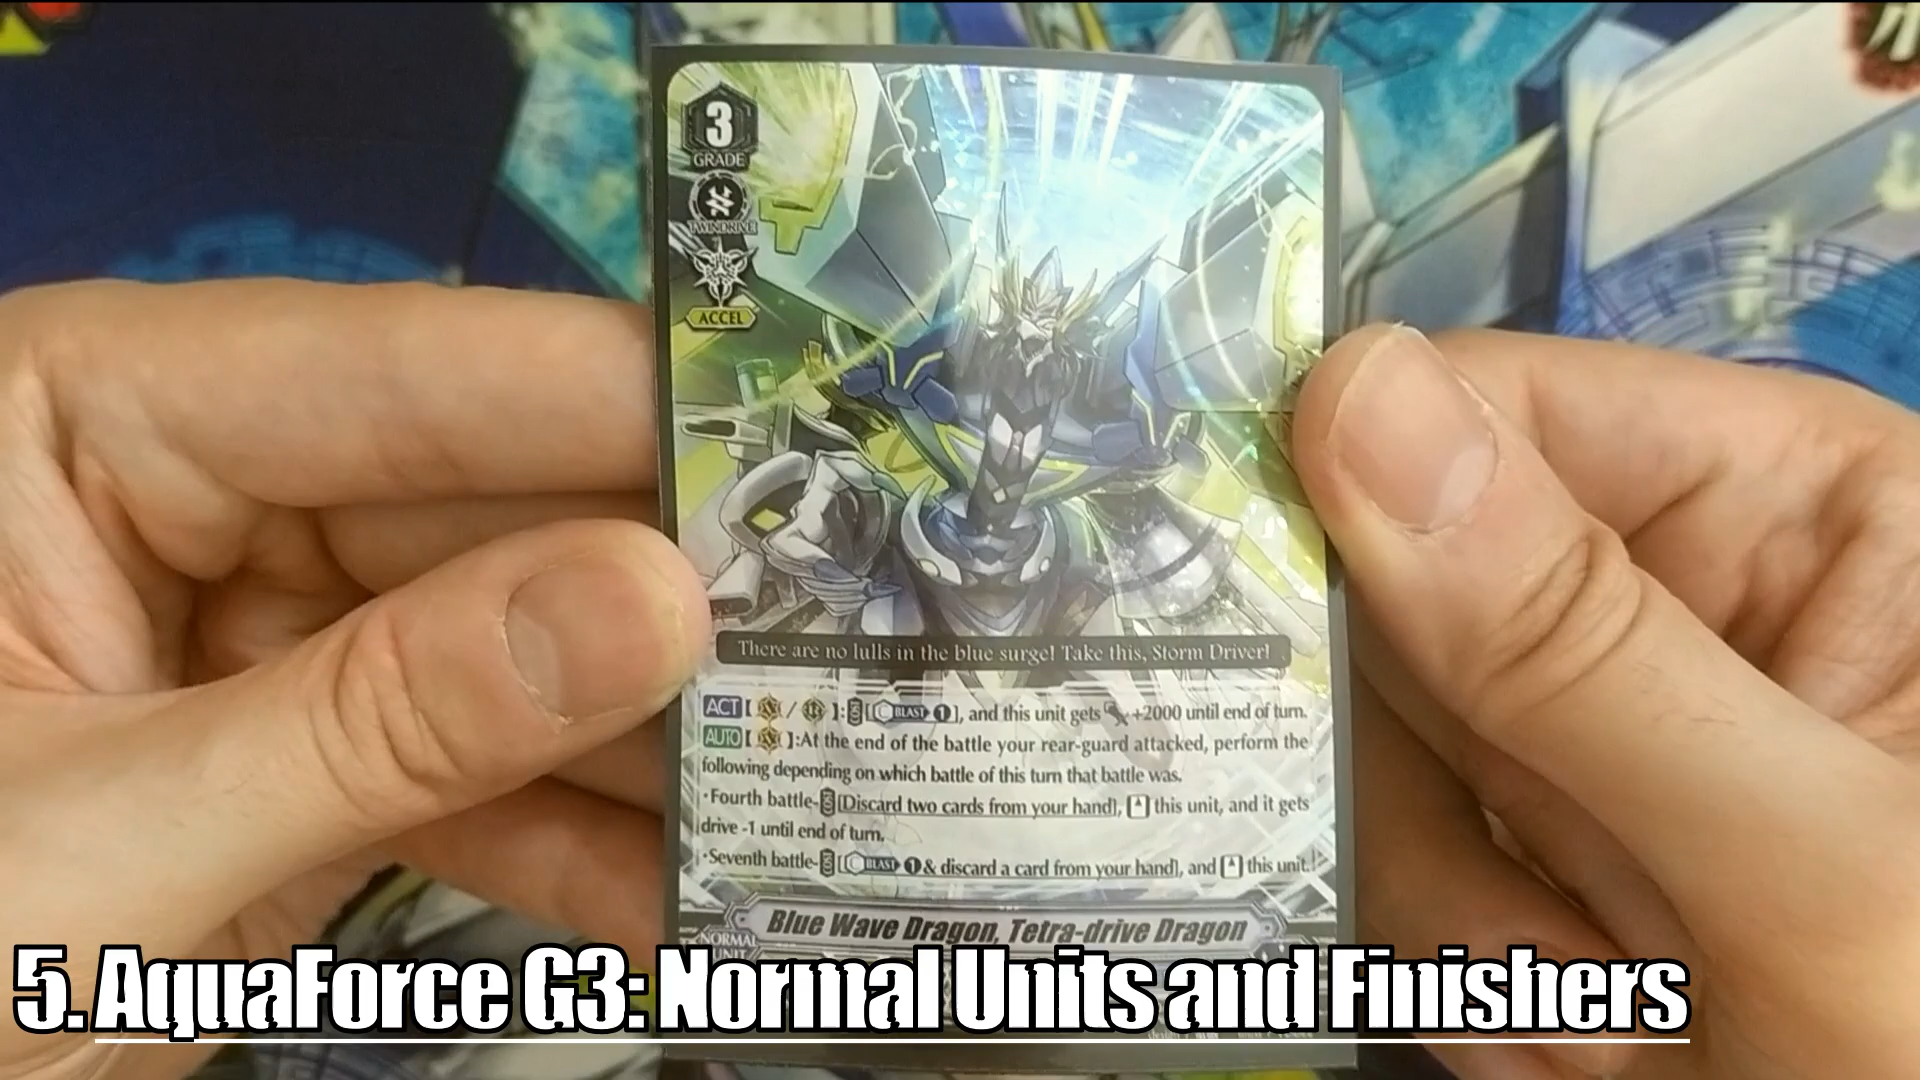 3
GRADE
TWINDRIVE
ACCEL
There are no lulls in the blue surge! Take this, Storm Driver!
ACT[ / ]:COST[C BLAST 1], and this unit gets +2000 until end of turn.
AUTO[ ]:At the end of the battle your rear-guard attacked, perform the
following depending on which battle of this turn that battle was.
·Fourth battle-COST[Discard two cards from your hand], this unit, and it gets
drive -1 until end of turn.
·Seventh battle-COST[C BLAST 1 & discard a card from your hand], and this unit.
Blue Wave Dragon, Tetra-drive Dragon
NORMAL
UNIT
5. AquaForce G3: Normal Units and Finishers